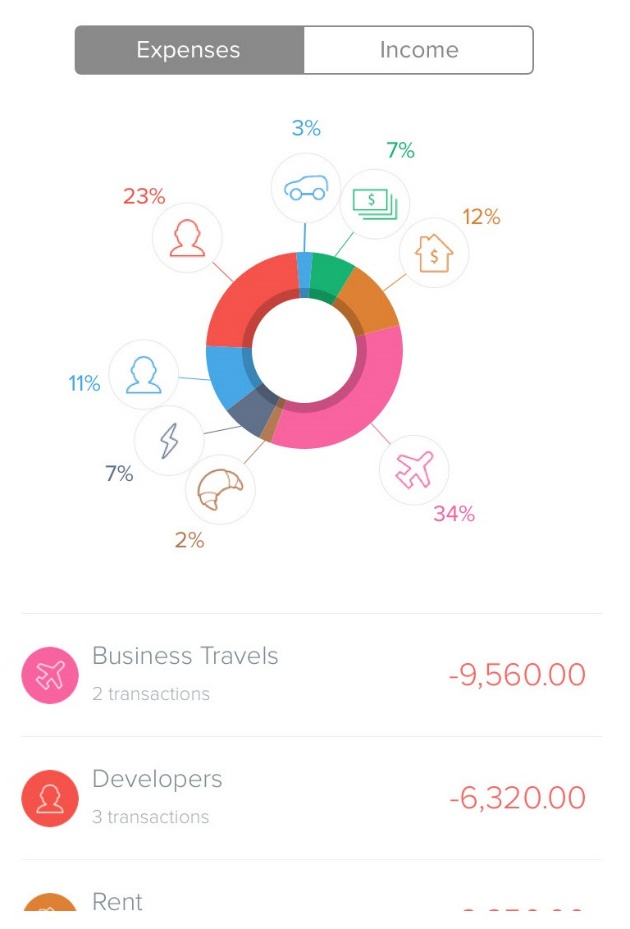 Expenses
Income
3%
7%
23%
12%
11%
7%
34%
2%
Business Travels
2 transactions
-9,560.00
Developers
3 transactions
-6,320.00
Rent